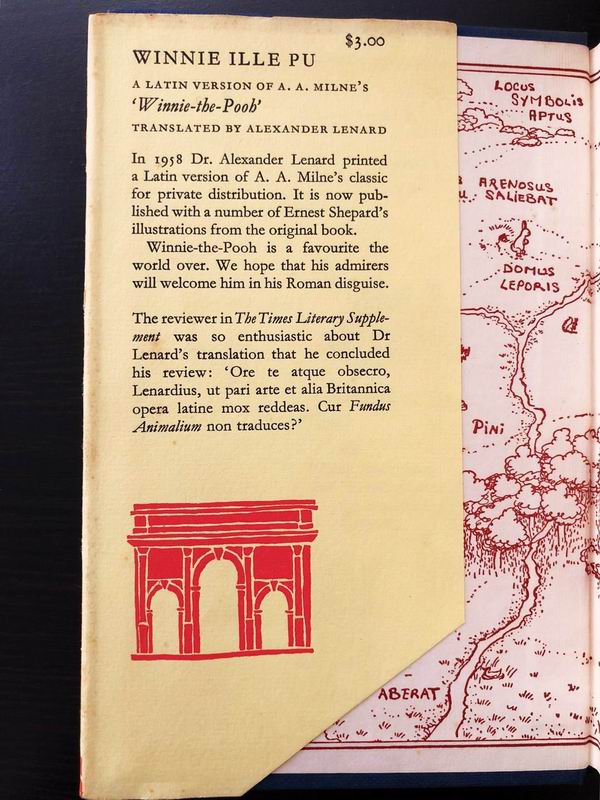 $3.00
WINNIE ILLE PU
A LATIN VERSION OF A. A. MILNE'S
'Winnie-the-Pooh'
TRANSLATED BY ALEXANDER LENARD
In 1958 Dr. Alexander Lenard printed
a Latin version of A. A. Milne's classic
for private distribution. It is now pub-
lished with a number of Ernest Shepard's
illustrations from the original book.
Winnie-the-Pooh is a favourite the
world over. We hope that his admirers
will welcome him in his Roman disguise.
The reviewer in The Times Literary Supple-
ment was so enthusiastic about Dr
Lenard's translation that he concluded
his review: 'Ore te atque obsecro,
Lenardius, ut pari arte et alia Britannica
opera latine mox reddeas. Cur Fundus
Animalium non traduces?'
LOCUS
SYMBOLIS
APTUS
ARENOSUS
SALIEBAT
DOMUS
LEPORIS
PINI
ABERAT